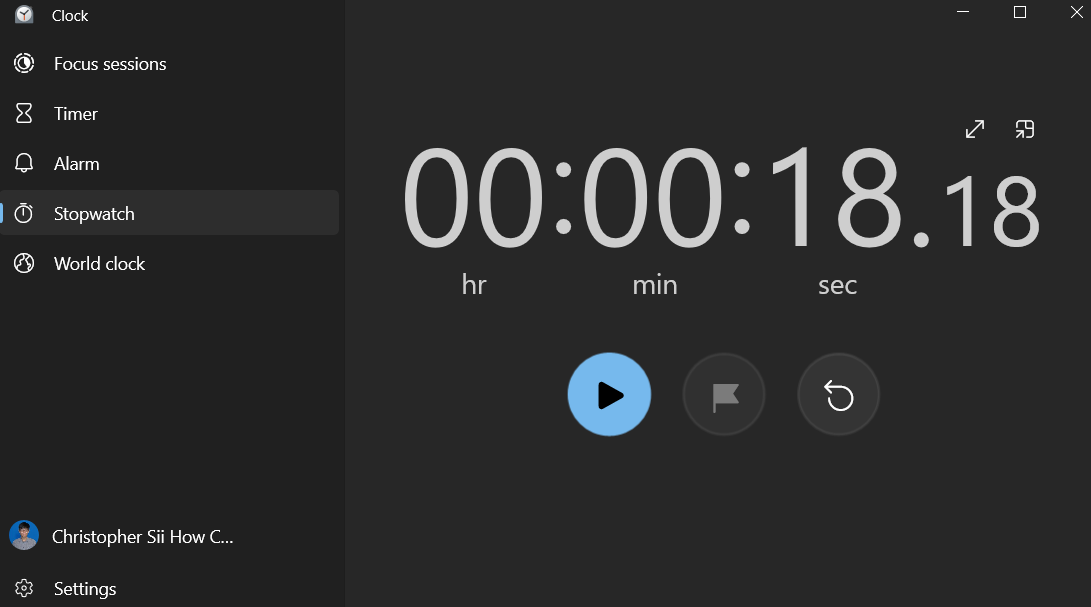 Clock
Focus sessions
Timer
Alarm
Stopwatch
World clock
Christopher Sii How C...
Settings
00:00:18.18
hr min sec